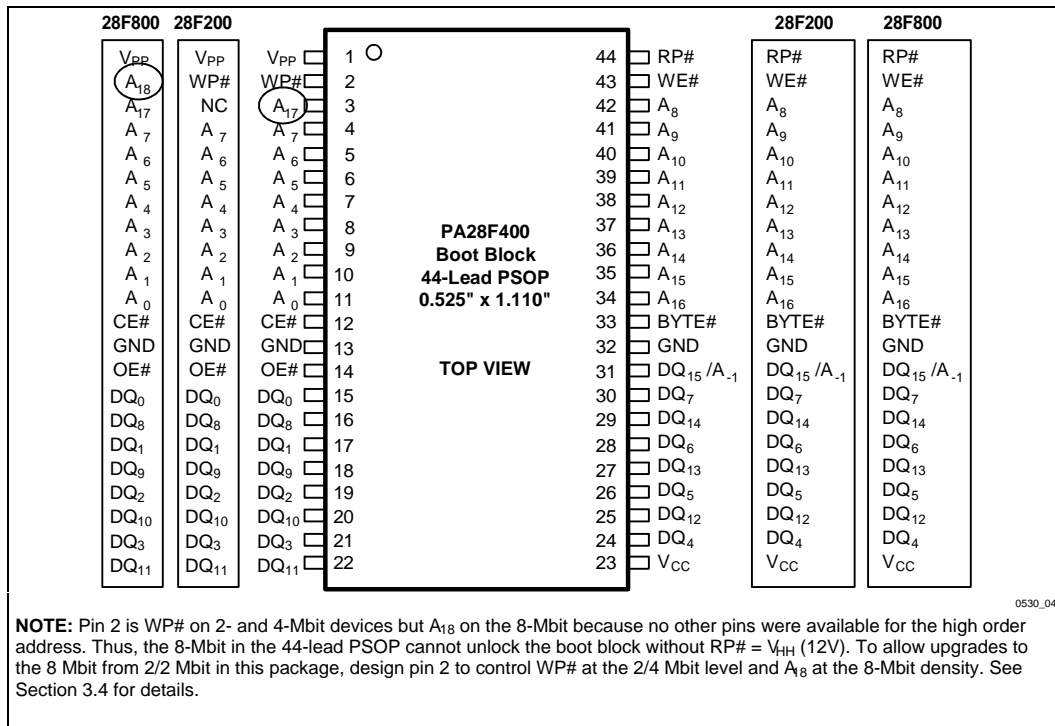 28F800 28F200 28F200 28F800
VPP VPP VPP 1 44 RP# RP# RP#
A18 WP# WP# 2 43 WE# WE# WE#
A17 NC A17 3 42 A8 A8 A8
A7 A7 A7 4 41 A9 A9 A9
A6 A6 A6 5 40 A10 A10 A10
A5 A5 A5 6 39 A11 A11 A11
A4 A4 A4 7 38 A12 A12 A12
A3 A3 A3 8 37 A13 A13 A13
A2 A2 A2 9 36 A14 A14 A14
A1 A1 A1 10 35 A15 A15 A15
A0 A0 A0 11 34 A16 A16 A16
CE# CE# CE# 12 33 BYTE# BYTE# BYTE#
GND GND GND 13 32 GND GND GND
OE# OE# OE# 14 31 DQ15 /A-1 DQ15 /A-1 DQ15 /A-1
DQ0 DQ0 DQ0 15 30 DQ7 DQ7 DQ7
DQ8 DQ8 DQ8 16 29 DQ14 DQ14 DQ14
DQ1 DQ1 DQ1 17 28 DQ6 DQ6 DQ6
DQ9 DQ9 DQ9 18 27 DQ13 DQ13 DQ13
DQ2 DQ2 DQ2 19 26 DQ5 DQ5 DQ5
DQ10 DQ10 DQ10 20 25 DQ12 DQ12 DQ12
DQ3 DQ3 DQ3 21 24 DQ4 DQ4 DQ4
DQ11 DQ11 DQ11 22 23 VCC VCC VCC
PA28F400
Boot Block
44-Lead PSOP
0.525" x 1.110"
TOP VIEW
0530_04
NOTE: Pin 2 is WP# on 2- and 4-Mbit devices but A18 on the 8-Mbit because no other pins were available for the high order
address. Thus, the 8-Mbit in the 44-lead PSOP cannot unlock the boot block without RP# = VHH (12V). To allow upgrades to
the 8 Mbit from 2/2 Mbit in this package, design pin 2 to control WP# at the 2/4 Mbit level and A18 at the 8-Mbit density. See
Section 3.4 for details.